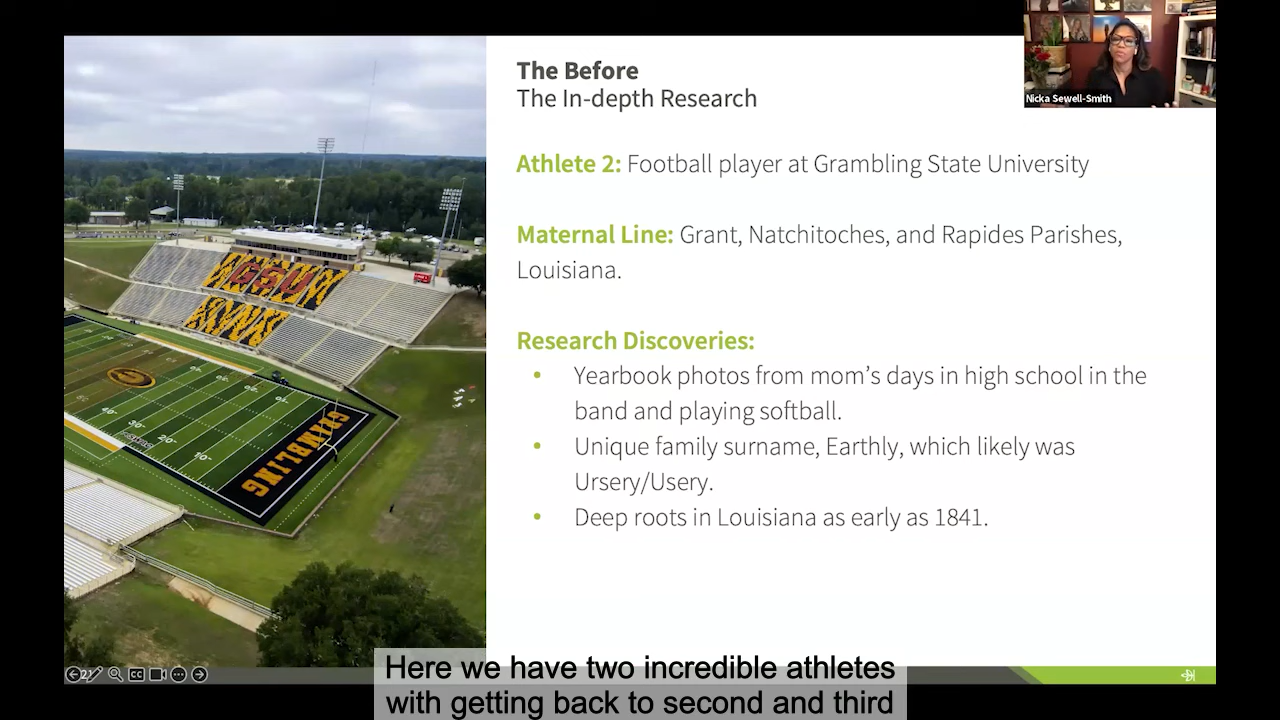 The Before
The In-depth Research
Nicka Sewell-Smith
Athlete 2: Football player at Grambling State University
Maternal Line: Grant, Natchitoches, and Rapides Parishes,
Louisiana.
Research Discoveries:
• Yearbook photos from mom’s days in high school in the
band and playing softball.
• Unique family surname, Earthly, which likely was
Ursery/Usery.
• Deep roots in Louisiana as early as 1841.
GSU
GRAMBLING
CC
Here we have two incredible athletes
with getting back to second and third